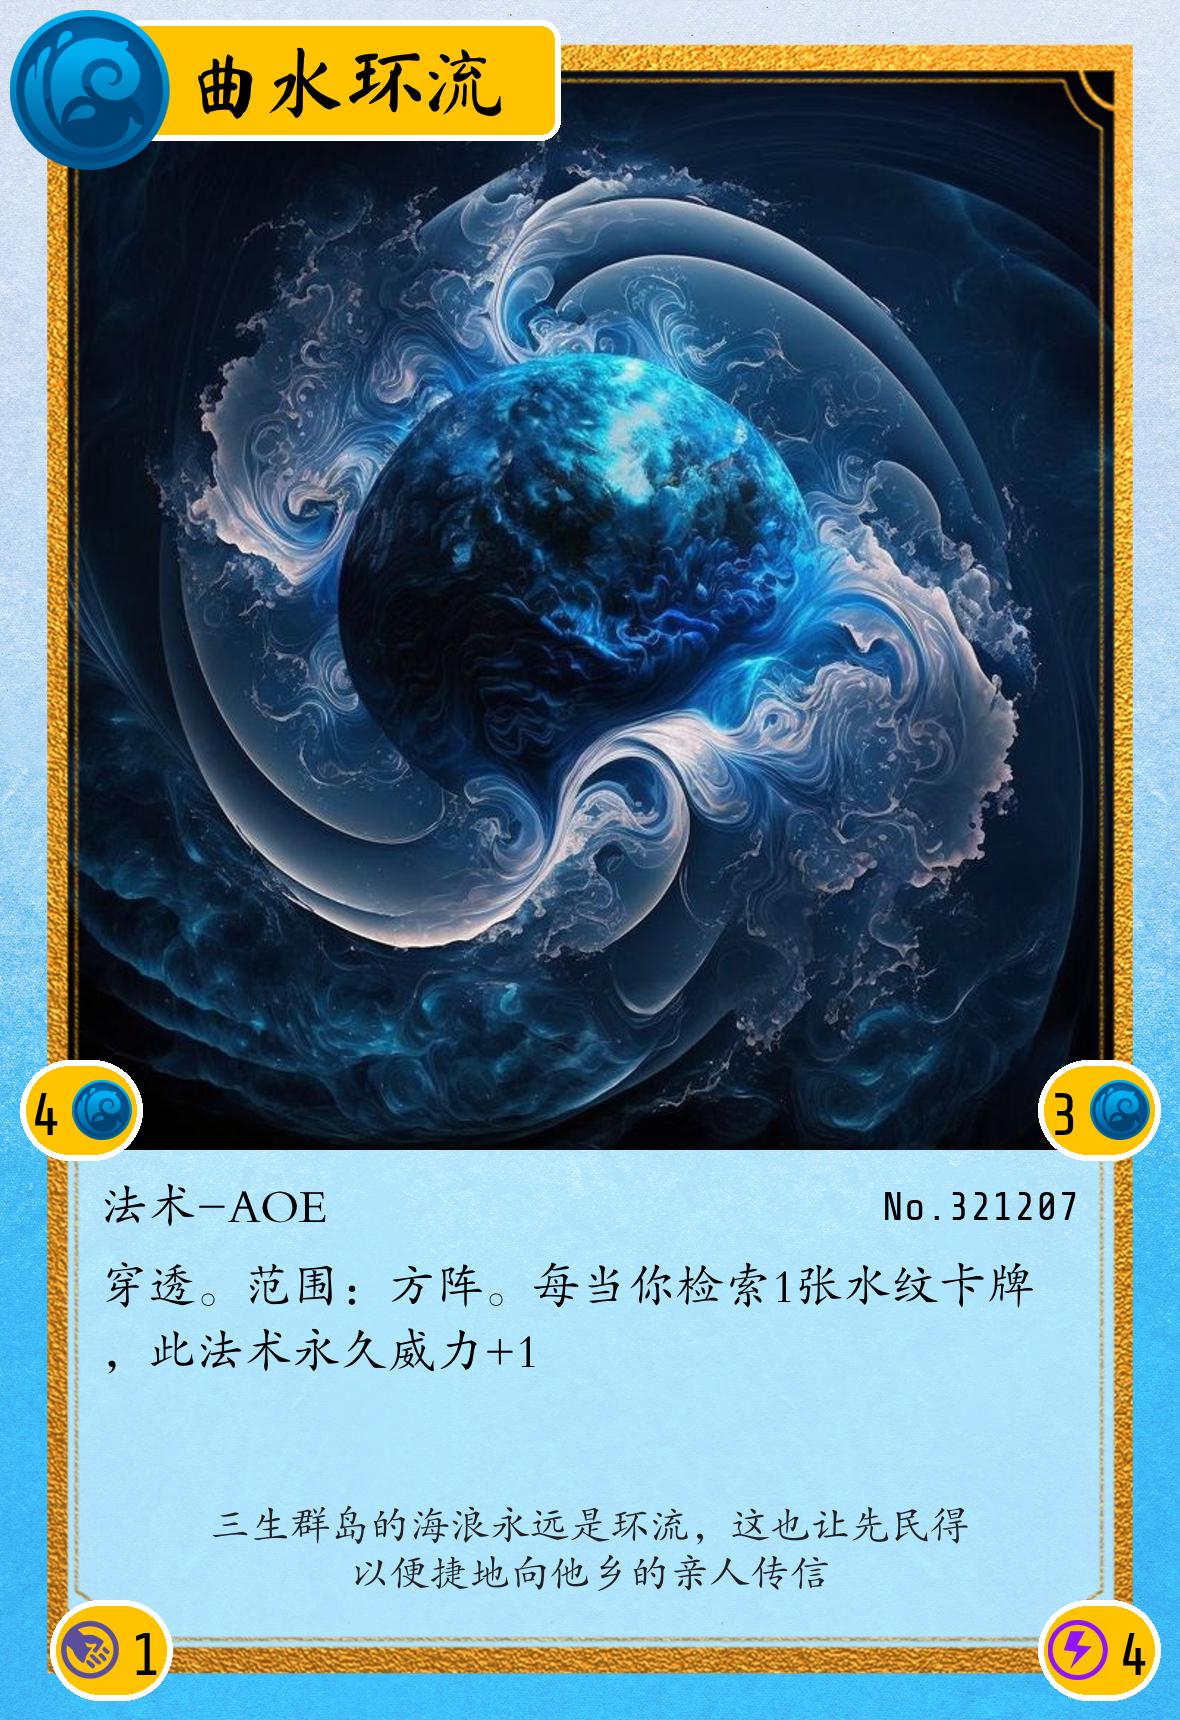 曲水环流
4
3
法术-AOE
No.321207
穿透。范围：方阵。每当你检索1张水纹卡牌
，此法术永久威力+1
三生群岛的海浪永远是环流，这也让先民得
以便捷地向他乡的亲人传信
1
4